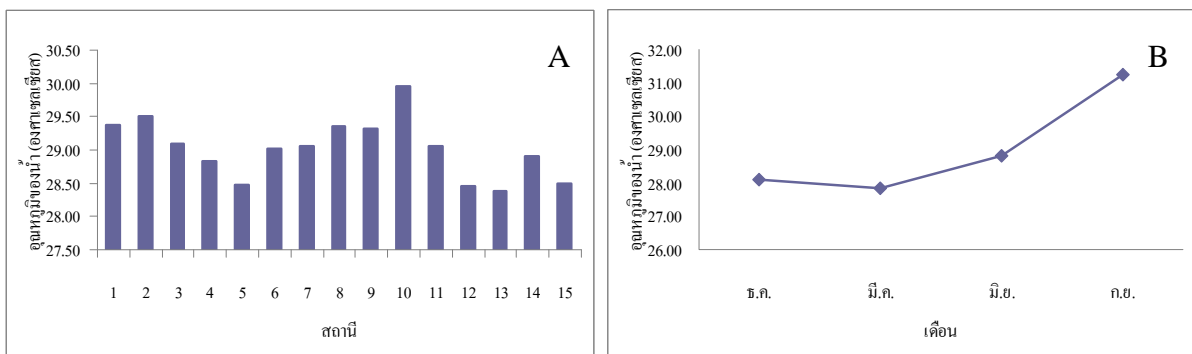 A
อุณหภูมิของน้ำ (องศาเซลเซียส)
30.50
30.00
29.50
29.00
28.50
28.00
27.50
1 2 3 4 5 6 7 8 9 10 11 12 13 14 15
สถานี
B
อุณหภูมิของน้ำ (องศาเซลเซียส)
32.00
31.00
30.00
29.00
28.00
27.00
26.00
ธ.ค. มี.ค. มิ.ย. ก.ย.
เดือน